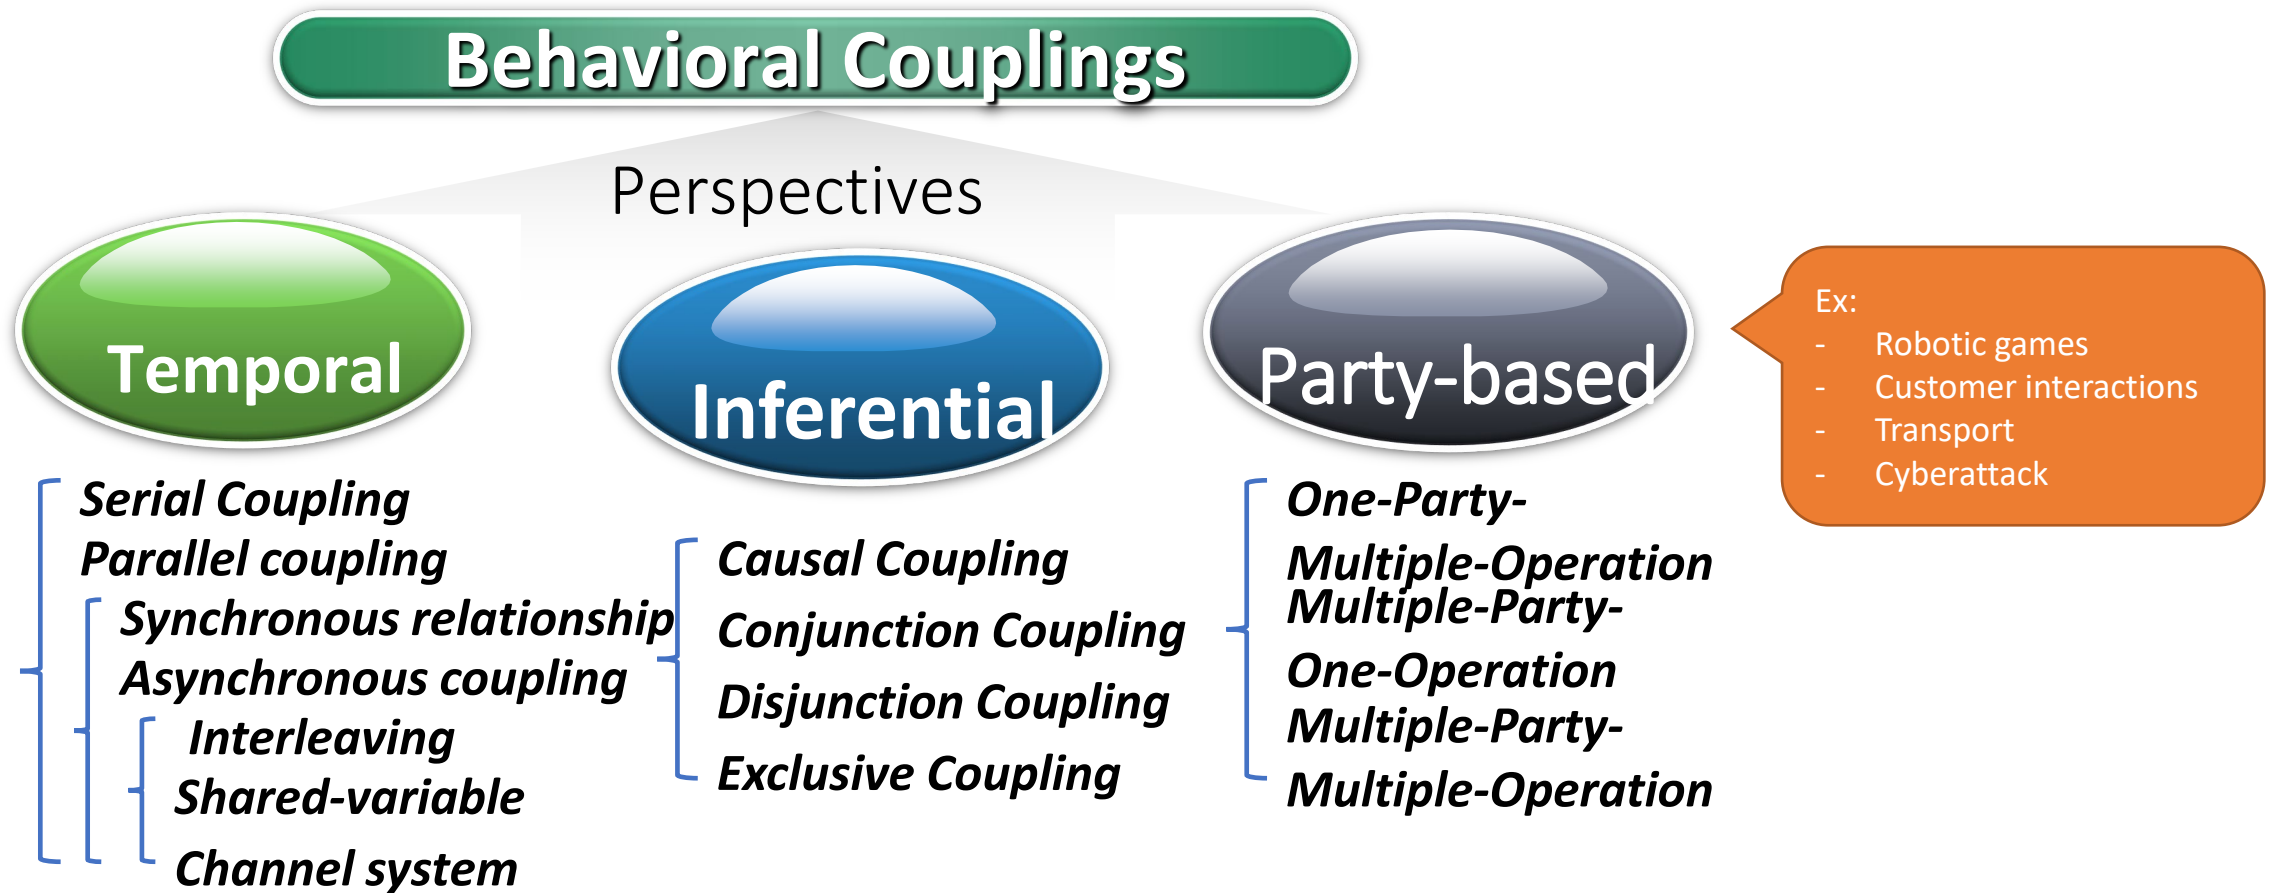 Behavioral Couplings
Perspectives
Temporal
Serial Coupling
Parallel coupling
Synchronous relationship
Asynchronous coupling
Interleaving
Shared-variable
Channel system
Inferential
Causal Coupling
Conjunction Coupling
Disjunction Coupling
Exclusive Coupling
Party-based
One-Party-
Multiple-Operation
Multiple-Party-
One-Operation
Multiple-Party-
Multiple-Operation
Ex:
- Robotic games
- Customer interactions
- Transport
- Cyberattack